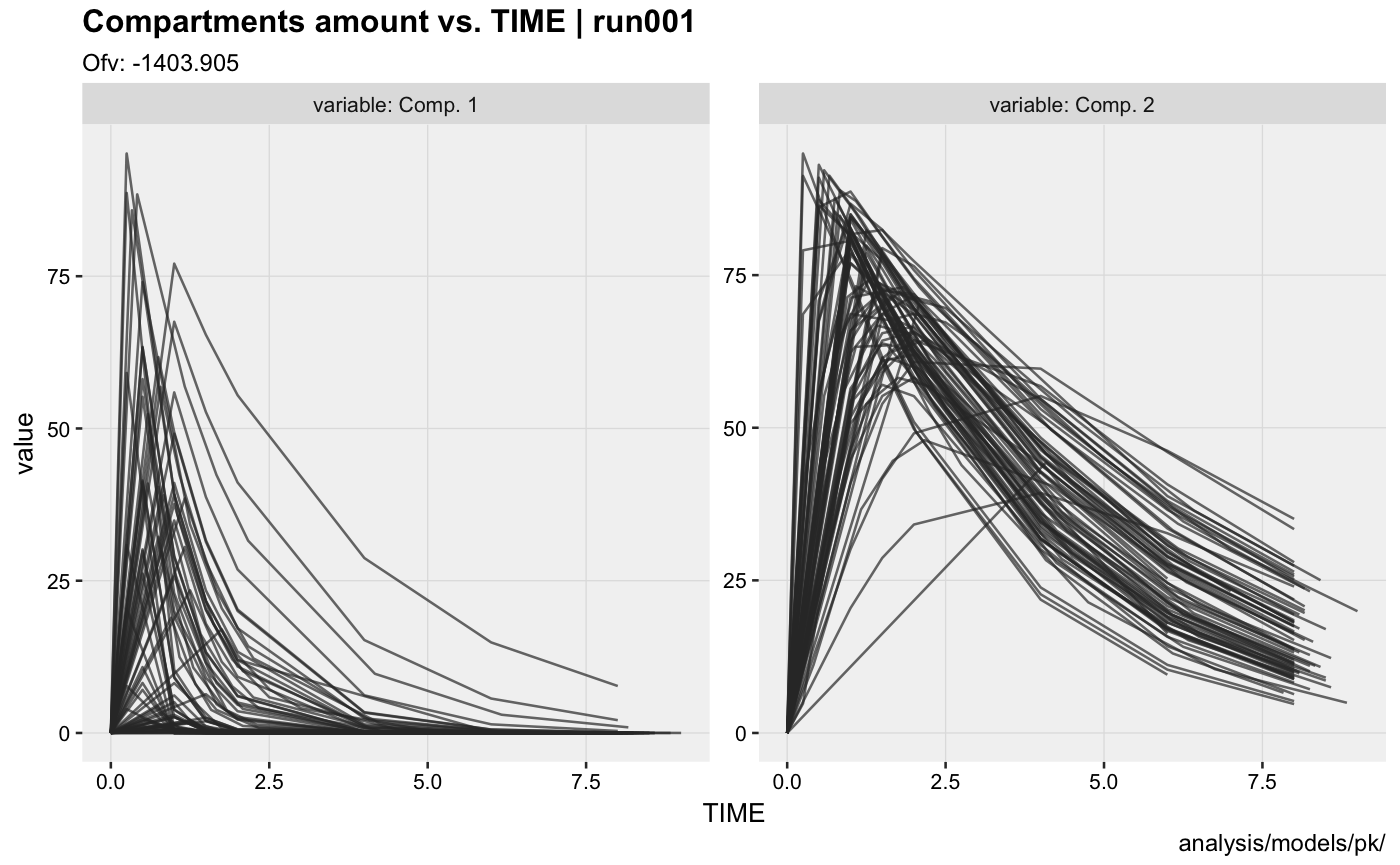 Compartments amount vs. TIME | run001
Ofv: -1403.905
variable: Comp. 1
variable: Comp. 2
value
75
50
25
0
75
50
25
0
0.0 2.5 5.0 7.5
0.0 2.5 5.0 7.5
TIME
analysis/models/pk/